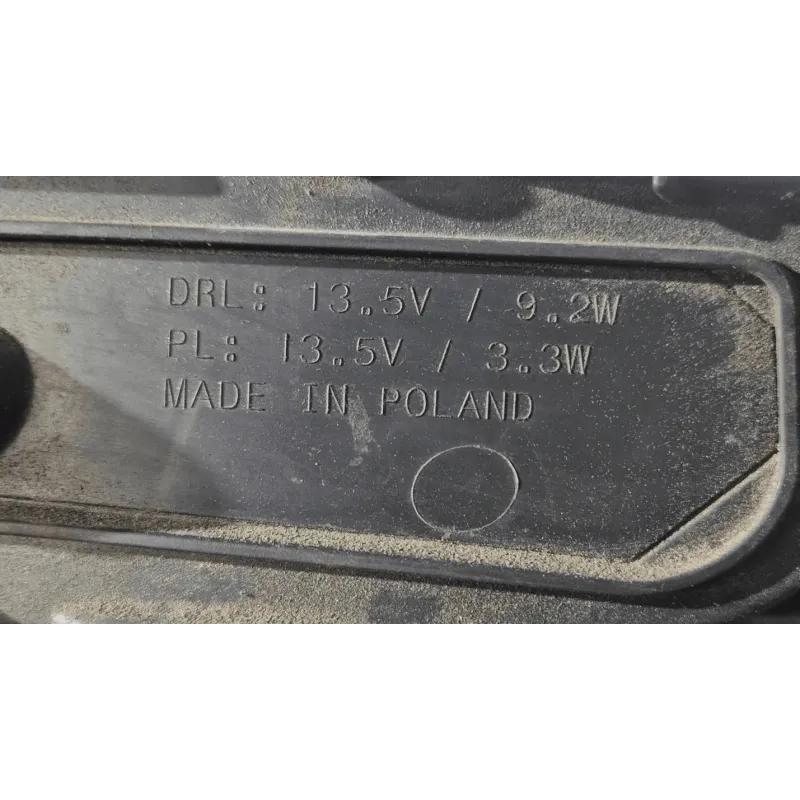 DRL: 13.5V / 9.2W
PL: 13.5V / 3.3W
MADE IN POLAND